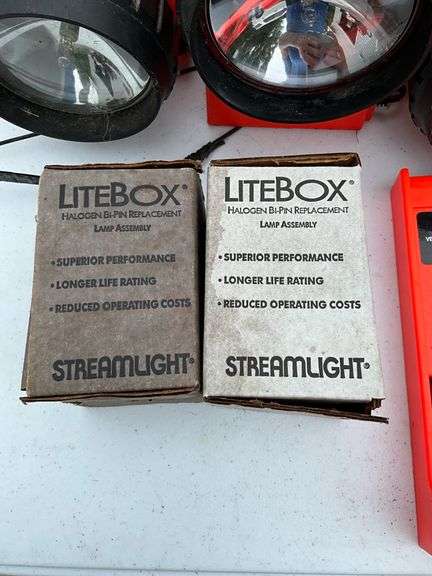 LITEBOX®
HALOGEN BI-PIN REPLACEMENT
LAMP ASSEMBLY
• SUPERIOR PERFORMANCE
• LONGER LIFE RATING
• REDUCED OPERATING COSTS
STREAMLIGHT®
LITEBOX®
HALOGEN BI-PIN REPLACEMENT
LAMP ASSEMBLY
• SUPERIOR PERFORMANCE
• LONGER LIFE RATING
• REDUCED OPERATING COSTS
STREAMLIGHT®